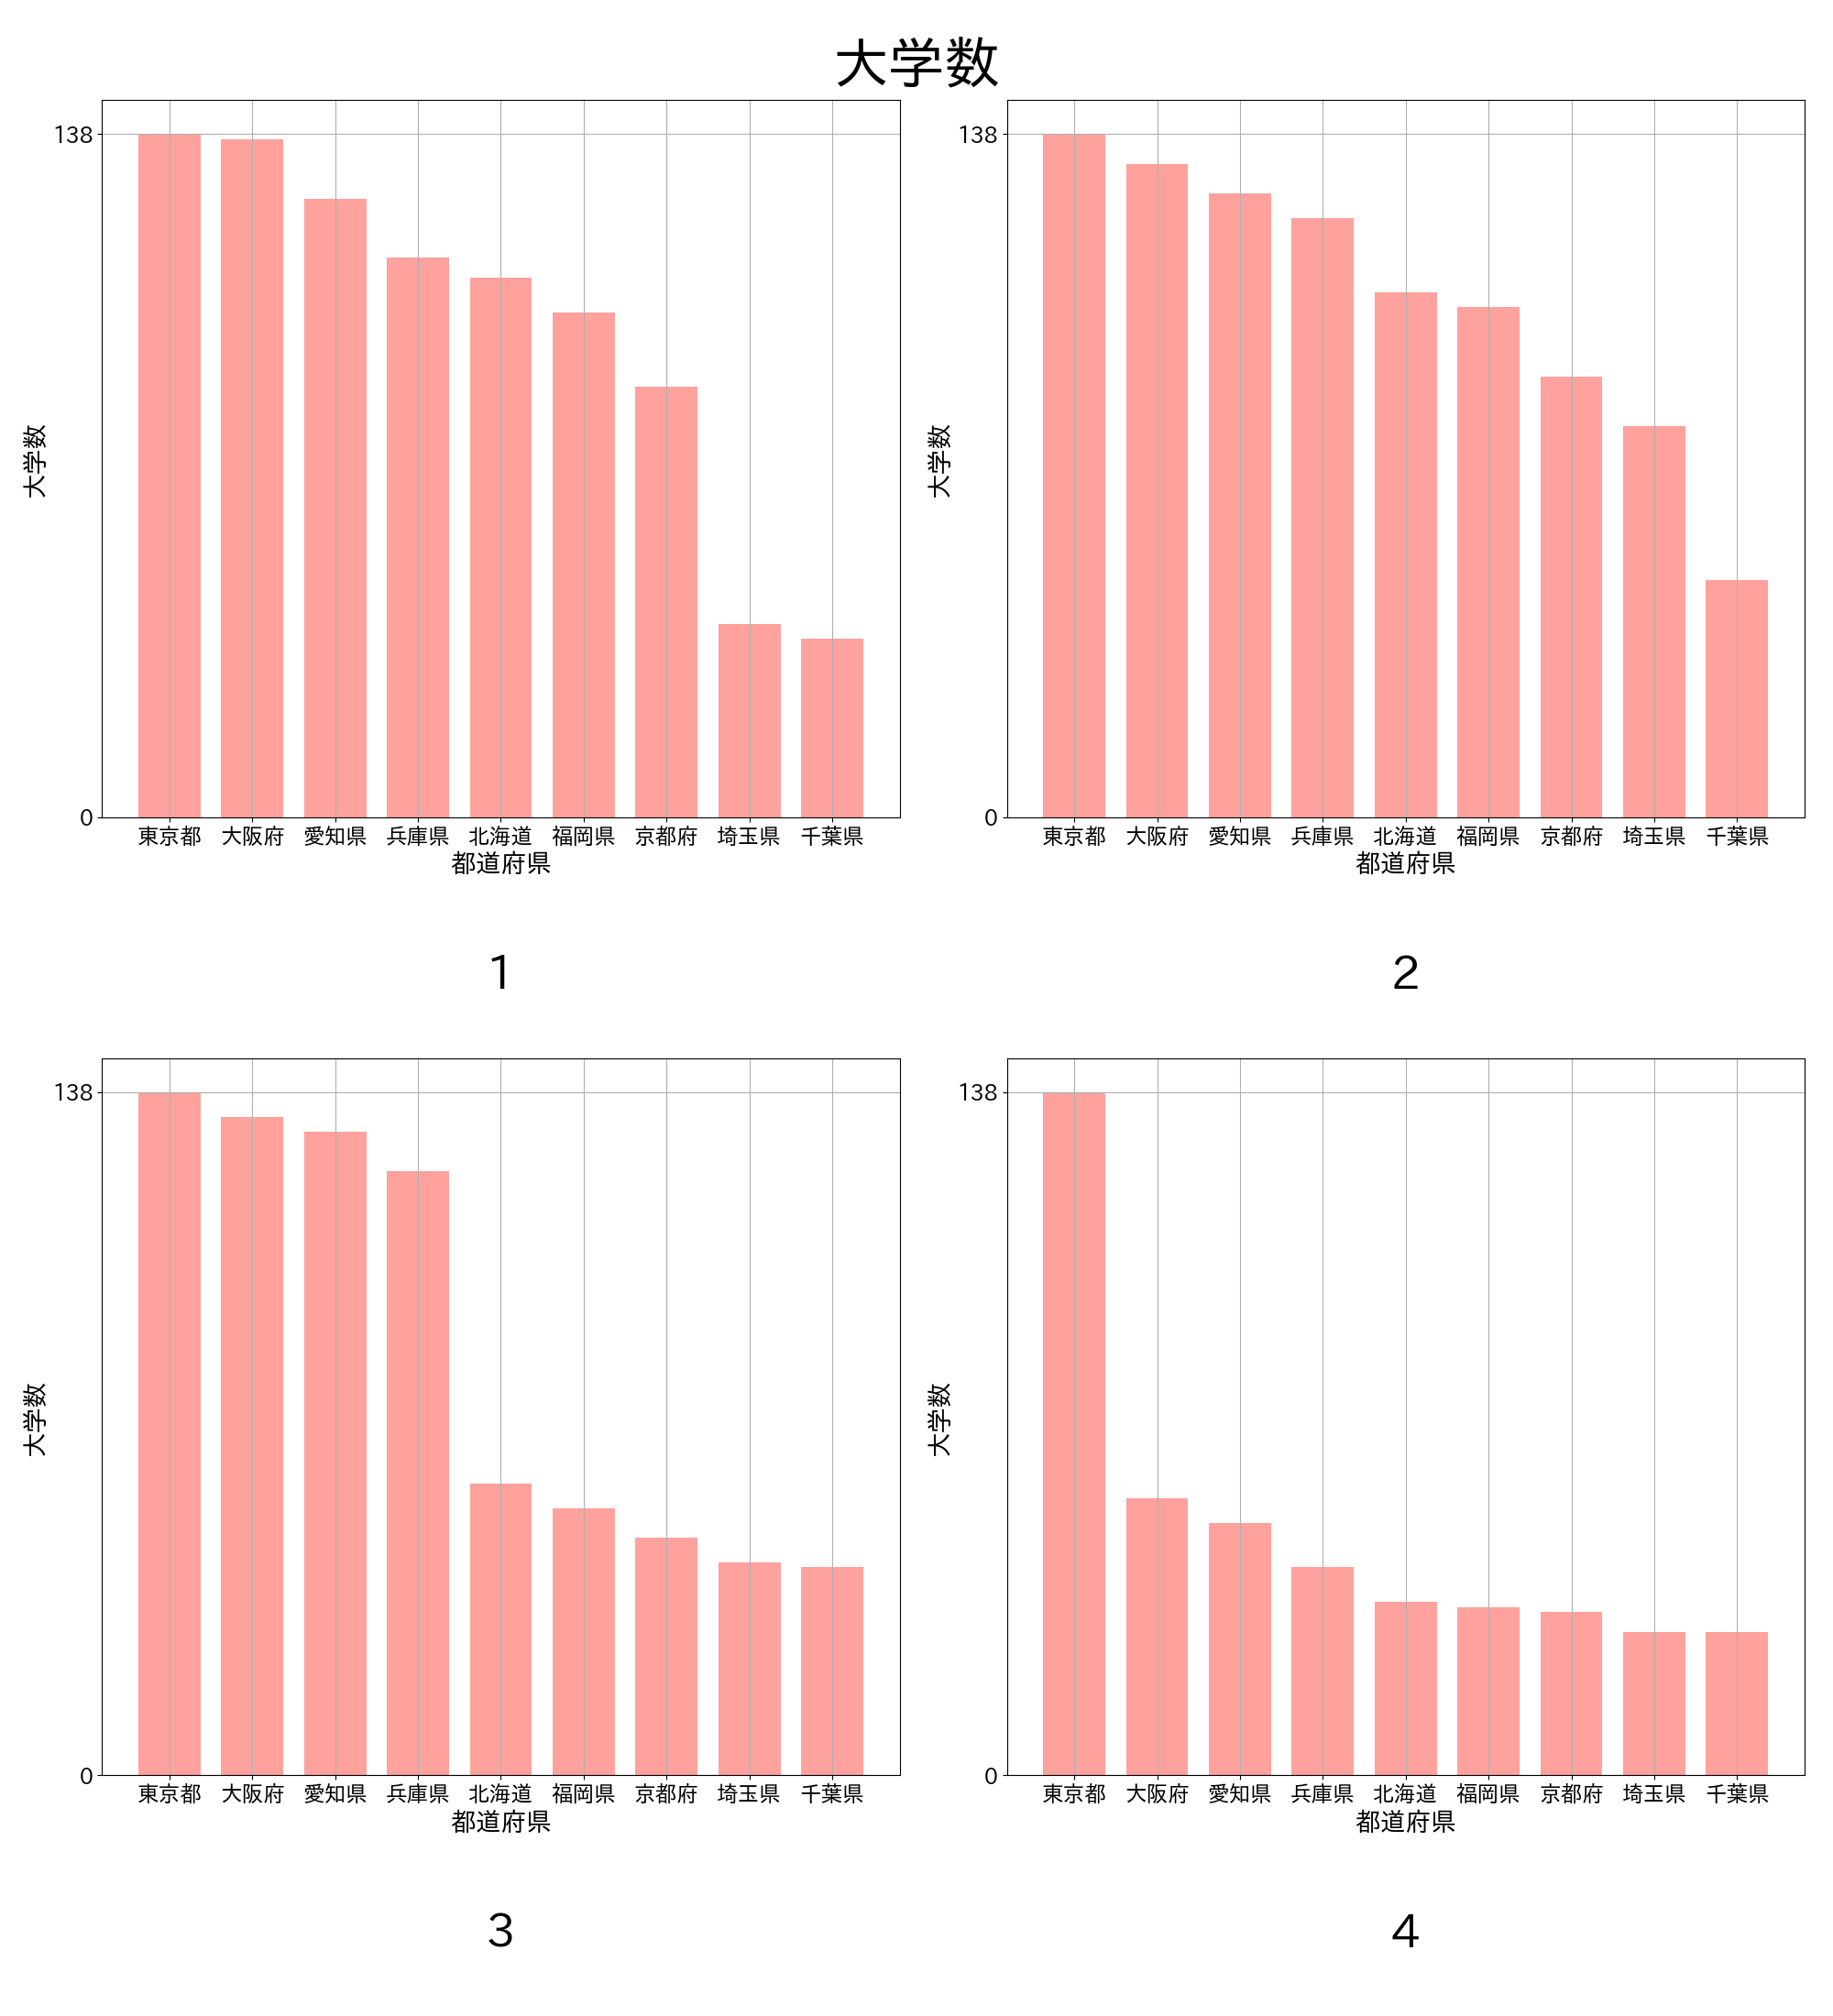 大学数
138
0
大学数
東京都 大阪府 愛知県 兵庫県 北海道 福岡県 京都府 埼玉県 千葉県
都道府県
1
138
0
大学数
東京都 大阪府 愛知県 兵庫県 北海道 福岡県 京都府 埼玉県 千葉県
都道府県
2
138
0
大学数
東京都 大阪府 愛知県 兵庫県 北海道 福岡県 京都府 埼玉県 千葉県
都道府県
3
138
0
大学数
東京都 大阪府 愛知県 兵庫県 北海道 福岡県 京都府 埼玉県 千葉県
都道府県
4